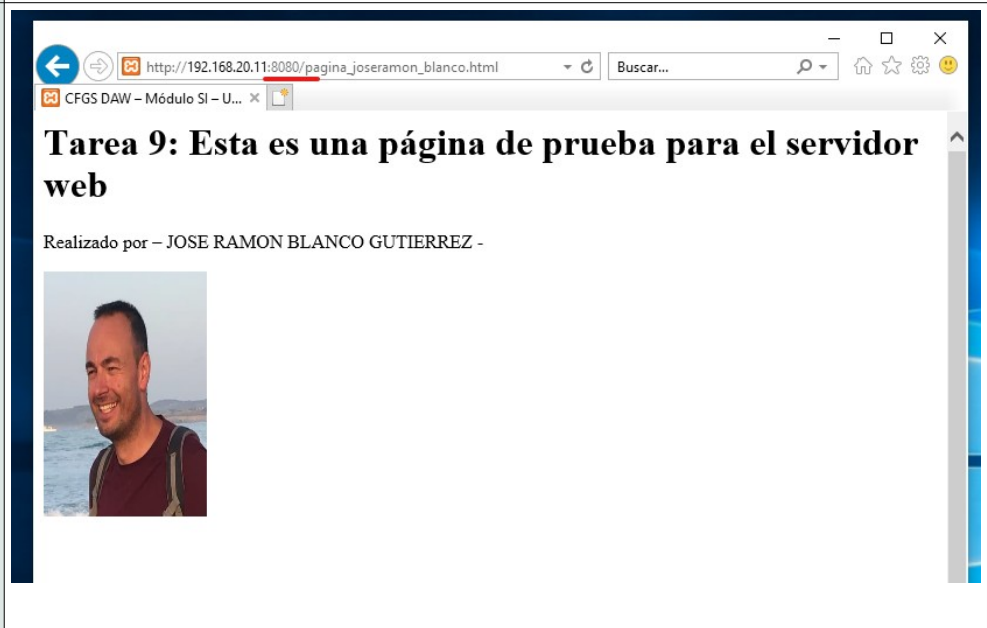 http://192.168.20.11:8080/pagina_joseramon_blanco.html
Buscar...
CFGS DAW – Módulo SI – U...
Tarea 9: Esta es una página de prueba para el servidor
web
Realizado por – JOSE RAMON BLANCO GUTIERREZ -